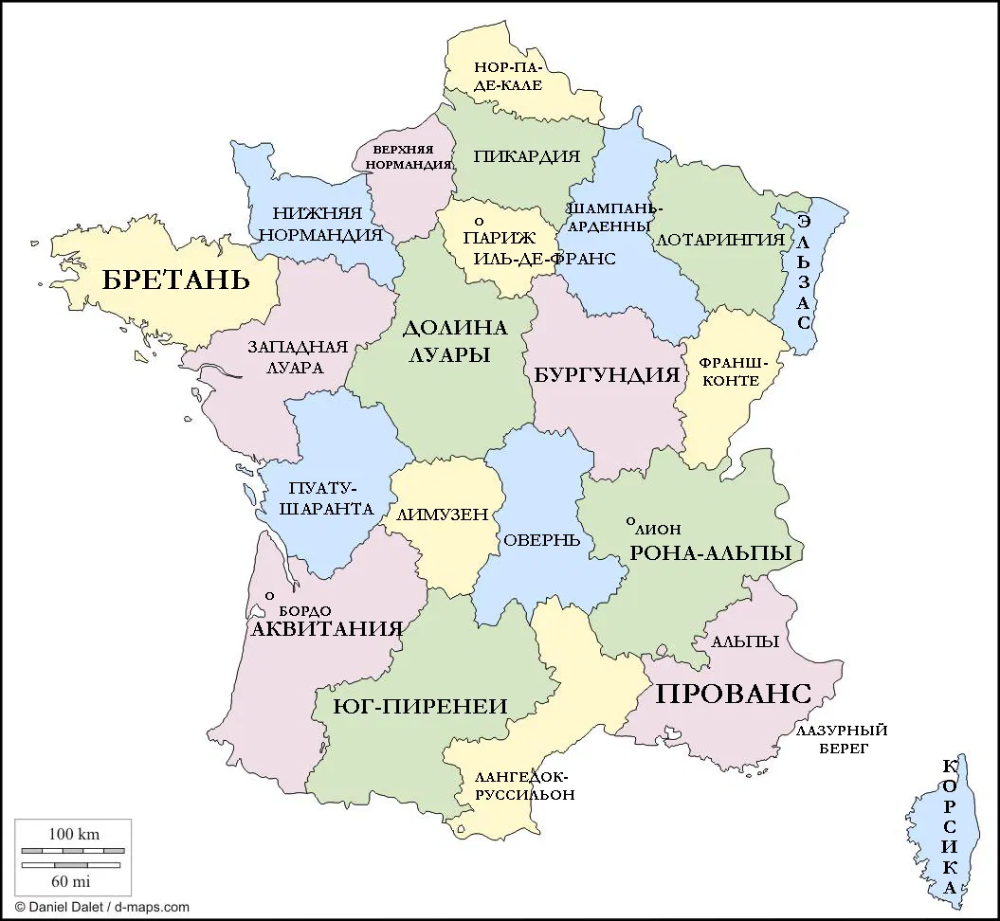 НОР-ПА-
ДЕ-КАЛЕ
ВЕРХНЯЯ
НОРМАНДИЯ
ПИКАРДИЯ
НИЖНЯЯ
НОРМАНДИЯ
ПАРИЖ
ИЛЬ-ДЕ-ФРАНС
ШАМПАНЬ-
АРДЕННЫ
ЛОТАРИНГИЯ
ЭЛЬЗАС
БРЕТАНЬ
ЗАПАДНАЯ
ЛУАРА
ДОЛИНА
ЛУАРЫ
БУРГУНДИЯ
ФРАНШ-
КОНТЕ
ПУАТУ-
ШАРАНТА
ЛИМУЗЕН
ОВЕРНЬ
ЛИОН
РОНА-АЛЬПЫ
БОРДО
АКВИТАНИЯ
АЛЬПЫ
ПРОВАНС
ЮГ-ПИРЕНЕИ
ЛАЗУРНЫЙ
БЕРЕГ
ЛАНГЕДОК-
РУССИЛЬОН
КОРСИКА
100 km
60 mi
© Daniel Dalet / d-maps.com